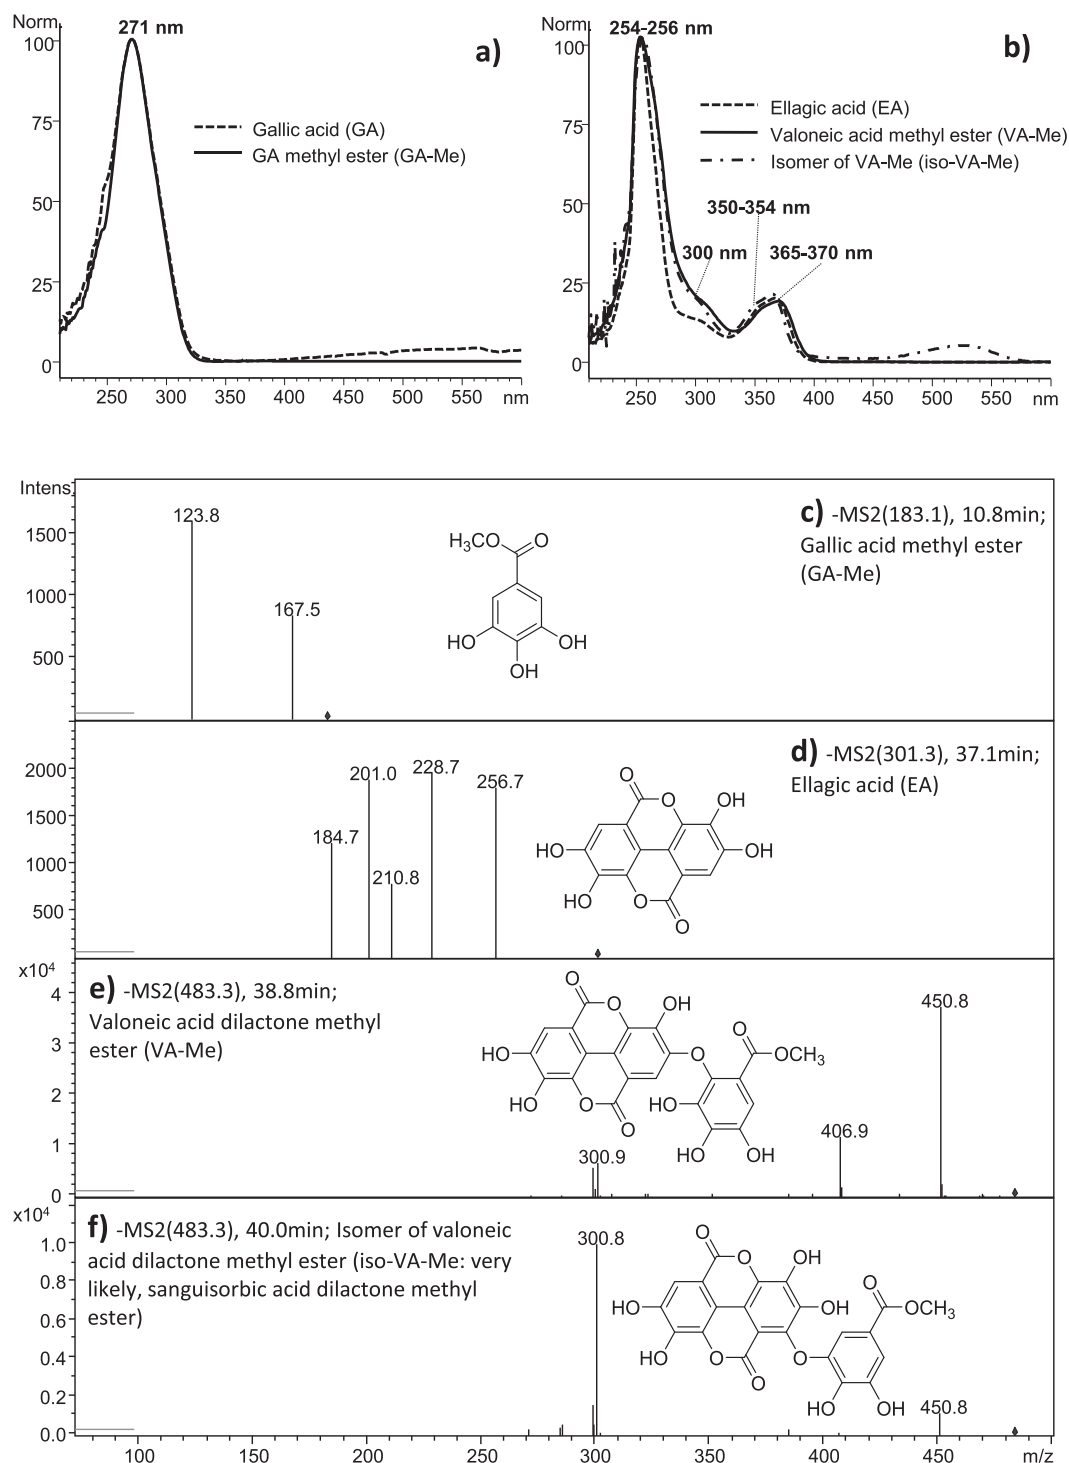 Norm.
271 nm
a)
100
75
50
25
0
Gallic acid (GA)
GA methyl ester (GA-Me)
250
300
350
400
450
500
550
nm
Norm.
254-256 nm
b)
100
75
50
25
0
Ellagic acid (EA)
Valoneic acid methyl ester (VA-Me)
Isomer of VA-Me (iso-VA-Me)
350-354 nm
300 nm
365-370 nm
250
300
350
400
450
500
550
nm
Intens.
1500
1000
500
123.8
167.5
H₃CO
O
HO
OH
OH
c) -MS2(183.1), 10.8min;
Gallic acid methyl ester
(GA-Me)
2000
1500
1000
500
184.7
201.0
210.8
228.7
256.7
O
O
OH
HO
OH
HO
O
O
d) -MS2(301.3), 37.1min;
Ellagic acid (EA)
x10⁴
4
3
2
1
0
e) -MS2(483.3), 38.8min;
Valoneic acid dilactone methyl
ester (VA-Me)
O
O
OH
O
HO
O
OCH₃
HO
O
HO
O
HO
OH
300.9
406.9
450.8
x10⁴
1.0
0.8
0.6
0.4
0.2
0.0
f) -MS2(483.3), 40.0min; Isomer of valoneic
acid dilactone methyl ester (iso-VA-Me: very
likely, sanguisorbic acid dilactone methyl
ester)
300.8
O
O
OH
O
HO
OH
OCH₃
HO
O
O
O
HO
OH
450.8
100
150
200
250
300
350
400
450
m/z